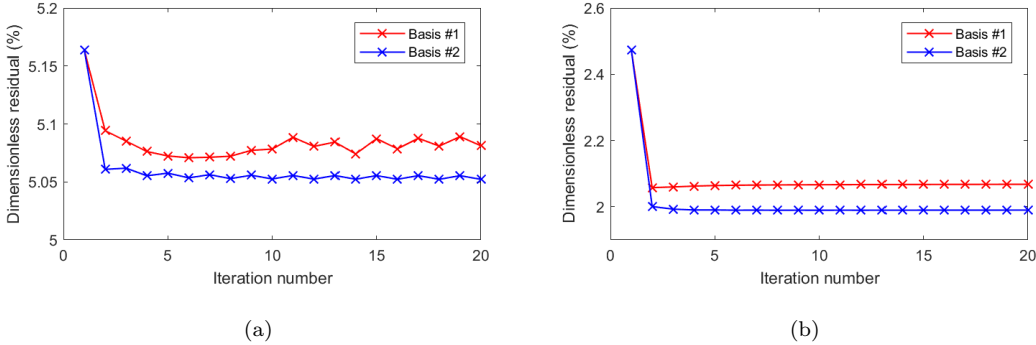 5.2
5.15
5.1
5.05
5
Dimensionless residual (%)
Basis #1
Basis #2
0
5
10
15
20
Iteration number
(a)
2.6
2.4
2.2
2
Dimensionless residual (%)
Basis #1
Basis #2
0
5
10
15
20
Iteration number
(b)